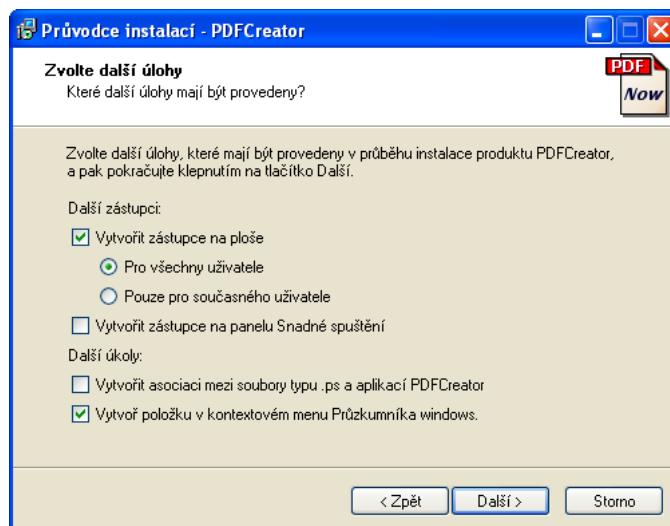 Průvodce instalací - PDFCreator
Zvolte další úlohy
Které další úlohy mají být provedeny?
PDF
Now
Zvolte další úlohy, které mají být provedeny v průběhu instalace produktu PDFCreator,
a pak pokračujte klepnutím na tlačítko Další.
Další zástupci:
Vytvořit zástupce na ploše
Pro všechny uživatele
Pouze pro současného uživatele
Vytvořit zástupce na panelu Snadné spuštění
Další úkoly:
Vytvořit asociaci mezi soubory typu .ps a aplikací PDFCreator
Vytvoř položku v kontextovém menu Průzkumníka windows.
< Zpět Další > Storno